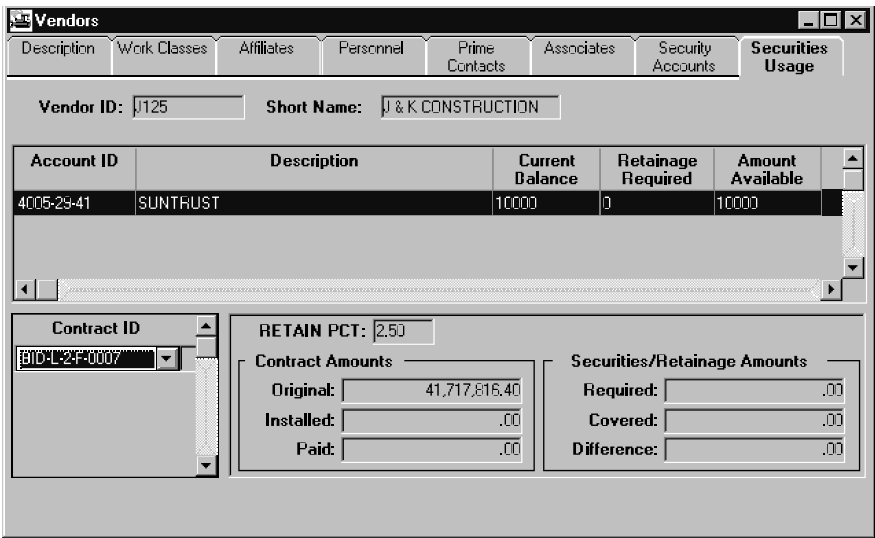 Vendors
Description Work Classes Affiliates Personnel Prime Contacts Associates Security Accounts Securities Usage
Vendor ID: J125 Short Name: J & K CONSTRUCTION
Account ID Description Current Balance Retainage Required Amount Available
4005-29-41 SUNTRUST 10000 0 10000
Contract ID RETAIN PCT: 2.50
BID-L-2-F-0007
Contract Amounts Securities/Retainage Amounts
Original: 41,717,816.40 Required: .00
Installed: .00 Covered: .00
Paid: .00 Difference: .00